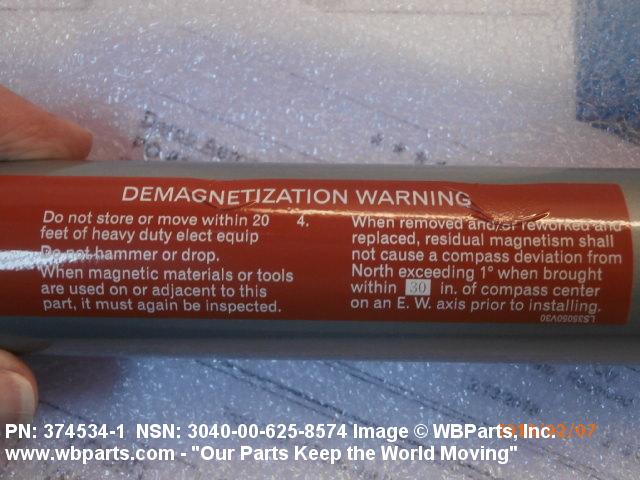 DEMAGNETIZATION WARNING
Do not store or move within 20
feet of heavy duty elect equip
Do not hammer or drop.
When magnetic materials or tools
are used on or adjacent to this
part, it must again be inspected.
4. When removed and/or reworked and
replaced, residual magnetism shall
not cause a compass deviation from
North exceeding 1° when brought
within 30 in. of compass center
on an E. W. axis prior to installing.
LS35050V30
PN: 374534-1 NSN: 3040-00-625-8574 Image © WBParts, Inc.
www.wbparts.com - "Our Parts Keep the World Moving"